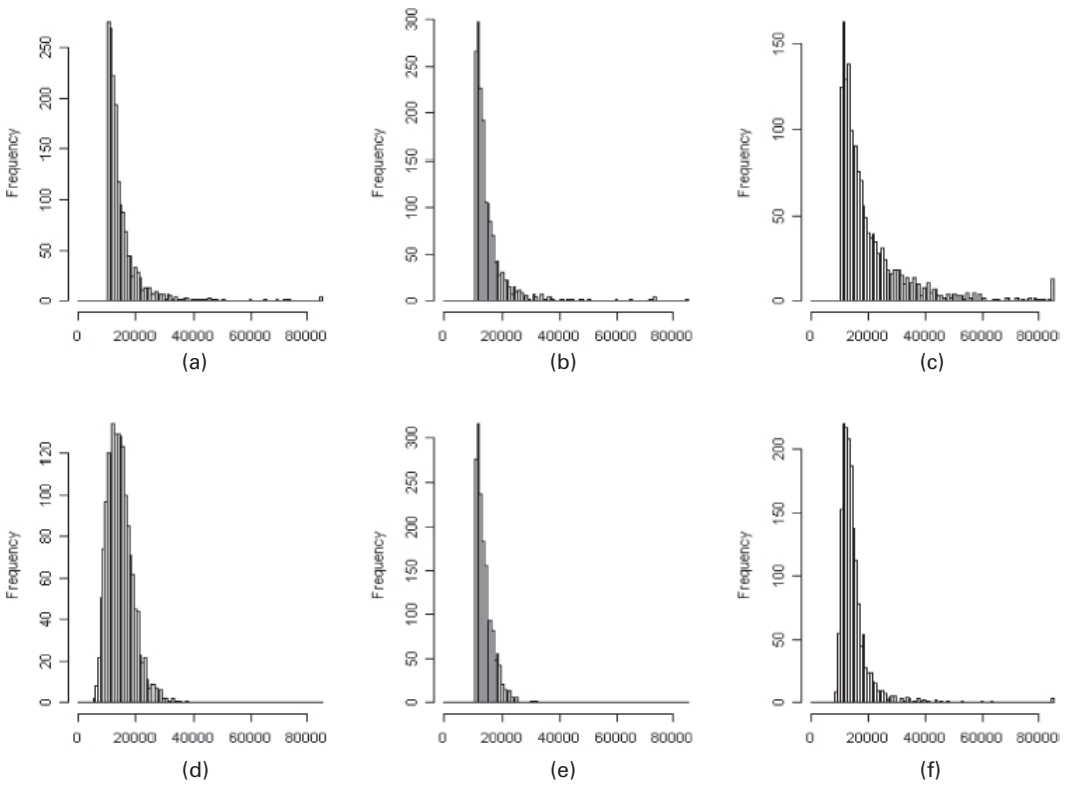 Frequency
0 50 100 150 200 250
0 20000 40000 60000 80000
(a)
Frequency
0 50 100 150 200 250 300
0 20000 40000 60000 80000
(b)
Frequency
0 50 100 150
0 20000 40000 60000 80000
(c)
Frequency
0 20 40 60 80 100 120
0 20000 40000 60000 80000
(d)
Frequency
0 50 100 150 200 250 300
0 20000 40000 60000 80000
(e)
Frequency
0 50 100 150 200
0 20000 40000 60000 80000
(f)